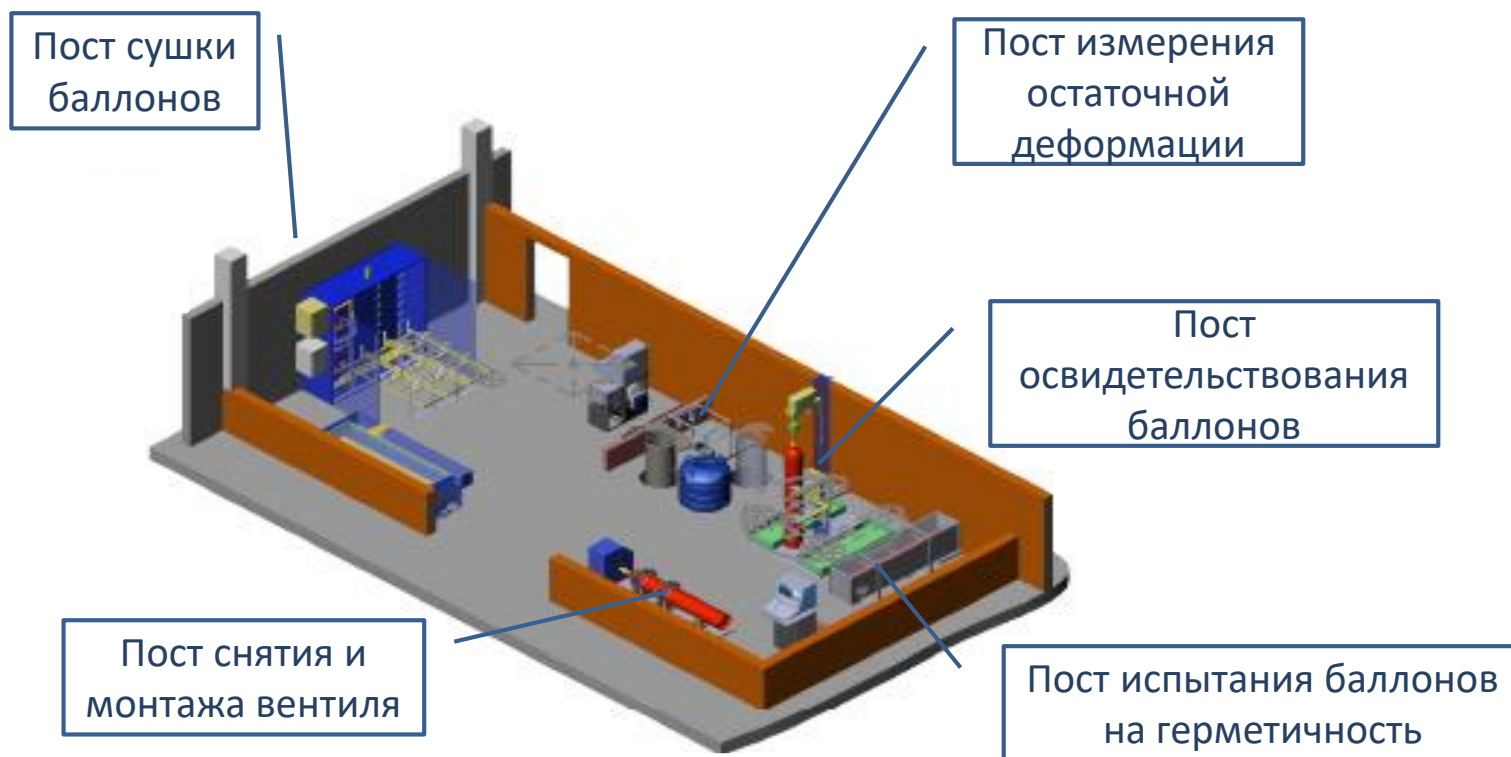 Пост сушки
баллонов
Пост измерения
остаточной
деформации
Пост
освидетельствования
баллонов
Пост снятия и
монтажа вентиля
Пост испытания баллонов
на герметичность